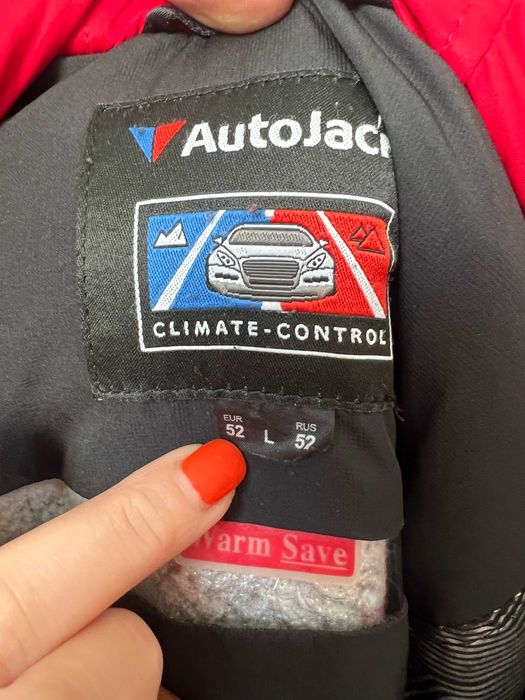 AutoJac
CLIMATE-CONTROL
EUR RUS
52 L 52
Warm Save